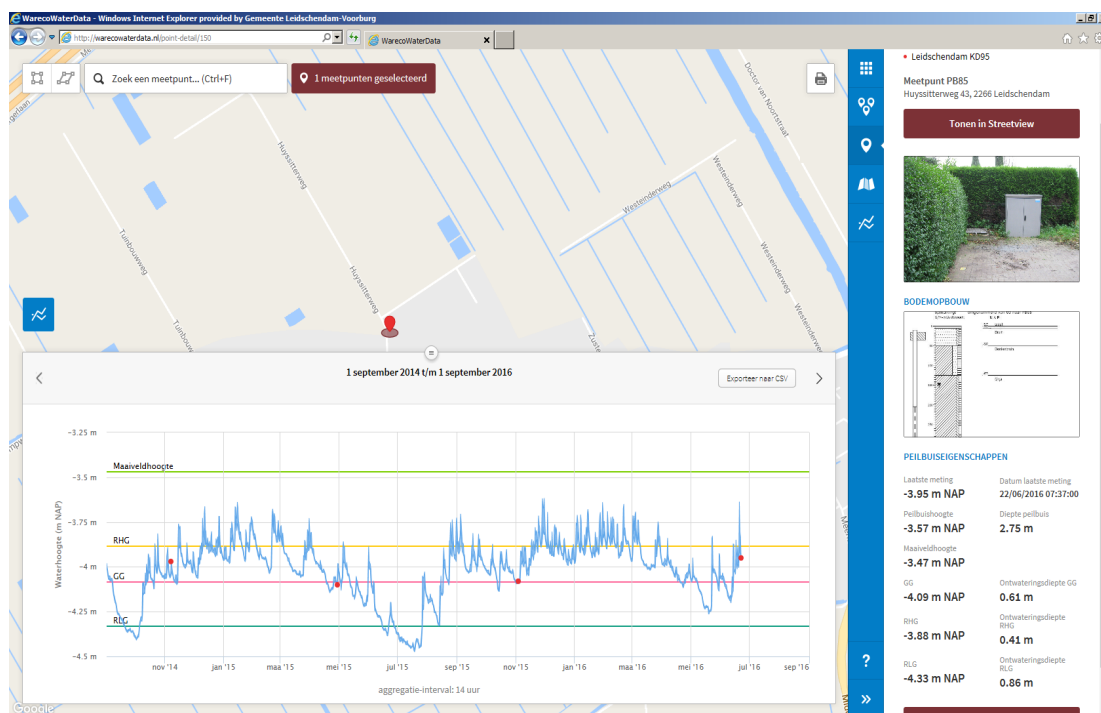 WarecoWaterData - Windows Internet Explorer provided by Gemeente Leidschendam-Voorburg
http://warecowaterdata.nl/point-detail/150
WarecoWaterData
Zoek een meetpunt... (Ctrl+F)
1 meetpunten geselecteerd
Doctor van Noortstraat
Huyssitterweg
Westeinderweg
Westeinderweg
Tuinbouwweg
Huyssitterweg
Westeinderweg
Tuinbouwweg
Westeinderweg
1 september 2014 t/m 1 september 2016
Exporteer naar CSV
Waterhoogte (m NAP)
-3.25 m
-3.5 m
-3.75 m
-4 m
-4.25 m
-4.5 m
Maaiveldhoogte
RHG
GG
RLG
nov '14
jan '15
maa '15
mei '15
jul '15
sep '15
nov '15
jan '16
maa '16
mei '16
jul '16
sep '16
aggregatie-interval: 14 uur
Google
?
»
• Leidschendam KD95
Meetpunt PB85
Huyssitterweg 43, 2266 Leidschendam
Tonen in Streetview
BODEMOPBOUW
PEILBUISEIGENSCHAPPEN
Laatste meting
-3.95 m NAP
Datum laatste meting
22/06/2016 07:37:00
Peilbuishoogte
-3.57 m NAP
Diepte peilbuis
2.75 m
Maaiveldhoogte
-3.47 m NAP
GG
-4.09 m NAP
Ontwateringsdiepte GG
0.61 m
RHG
-3.88 m NAP
Ontwateringsdiepte
RHG
0.41 m
RLG
-4.33 m NAP
Ontwateringsdiepte
RLG
0.86 m